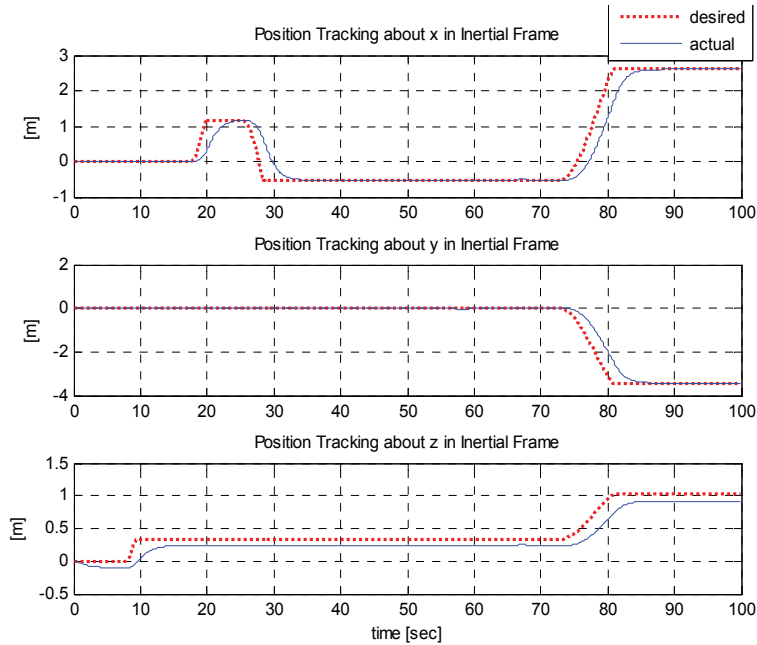 desired
actual
Position Tracking about x in Inertial Frame
3
2
1
0
-1
[m]
0 10 20 30 40 50 60 70 80 90 100
Position Tracking about y in Inertial Frame
2
0
-2
-4
[m]
0 10 20 30 40 50 60 70 80 90 100
Position Tracking about z in Inertial Frame
1.5
1
0.5
0
-0.5
[m]
0 10 20 30 40 50 60 70 80 90 100
time [sec]